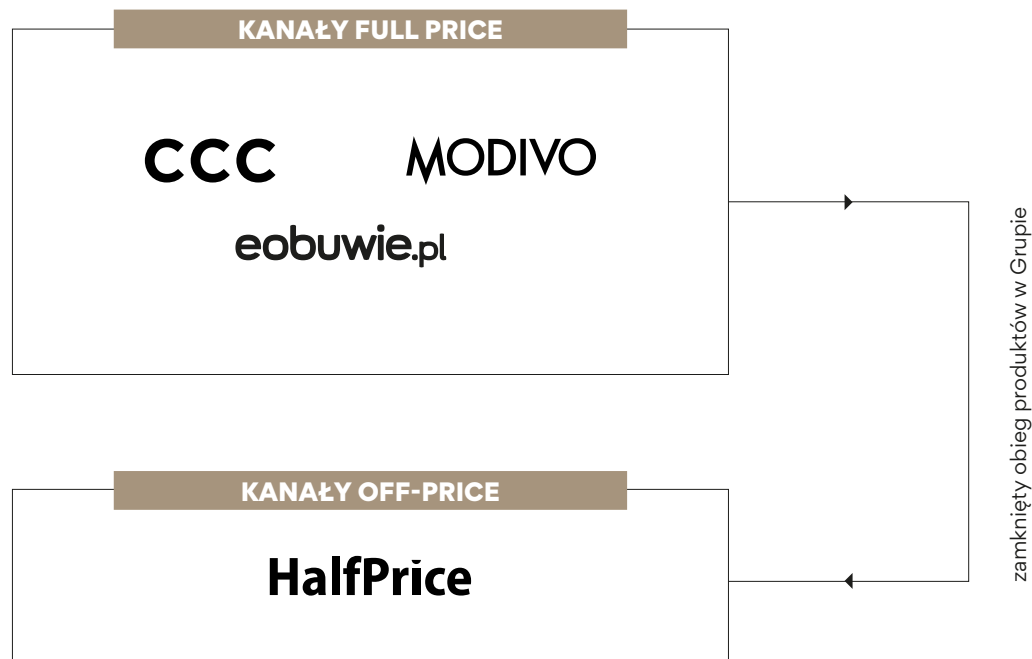 KANAŁY FULL PRICE
CCC
MODIVO
eobuwie.pl
zamknięty obieg produktów w Grupie
KANAŁY OFF-PRICE
HalfPrice